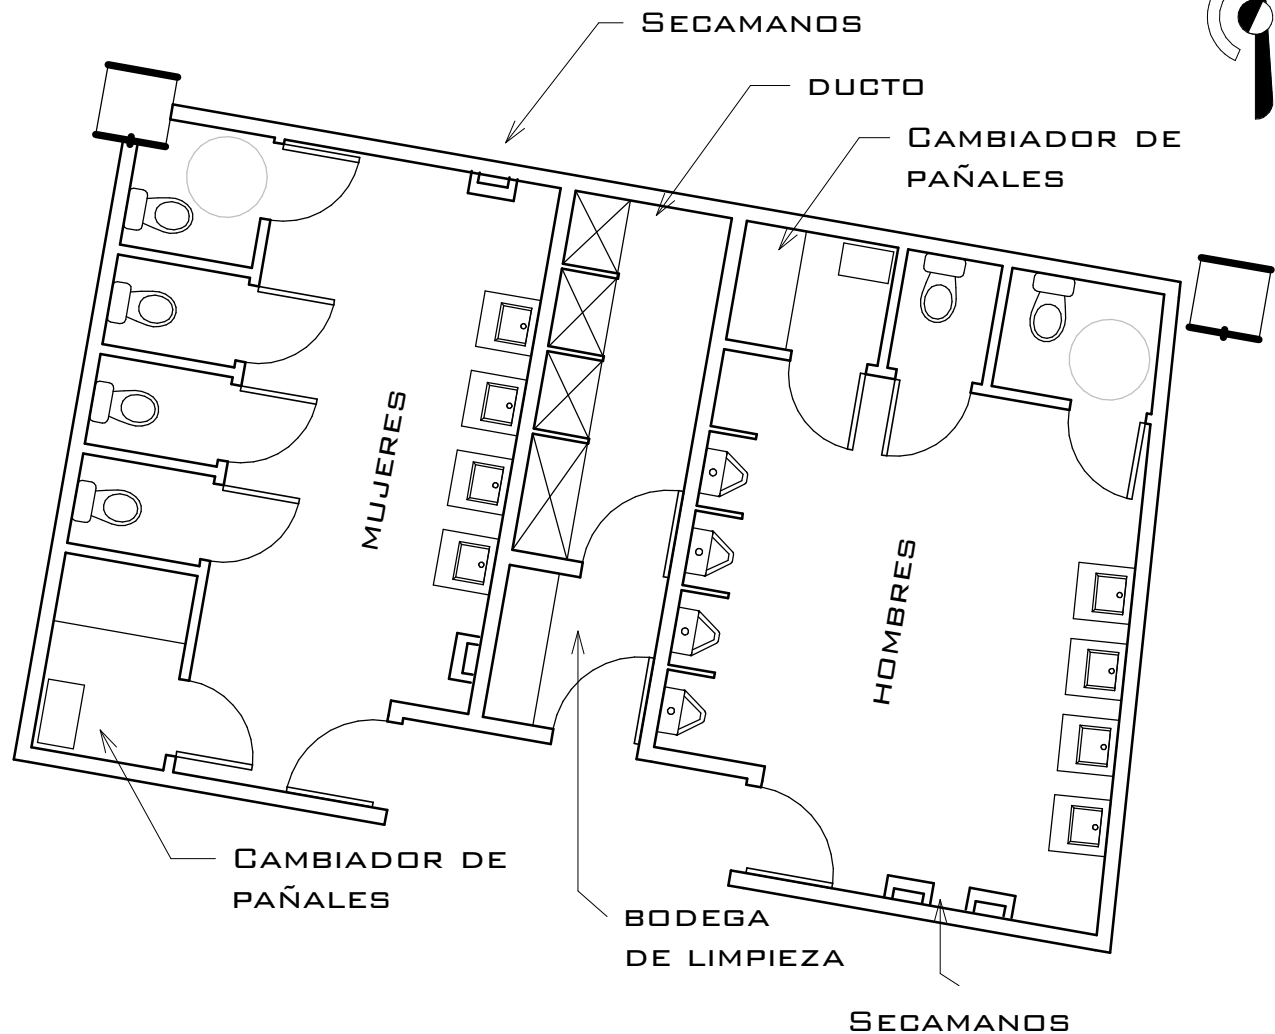 Secamanos
ducto
Cambiador de
pañales
mujeres
hombres
Cambiador de
pañales
bodega
de limpieza
Secamanos